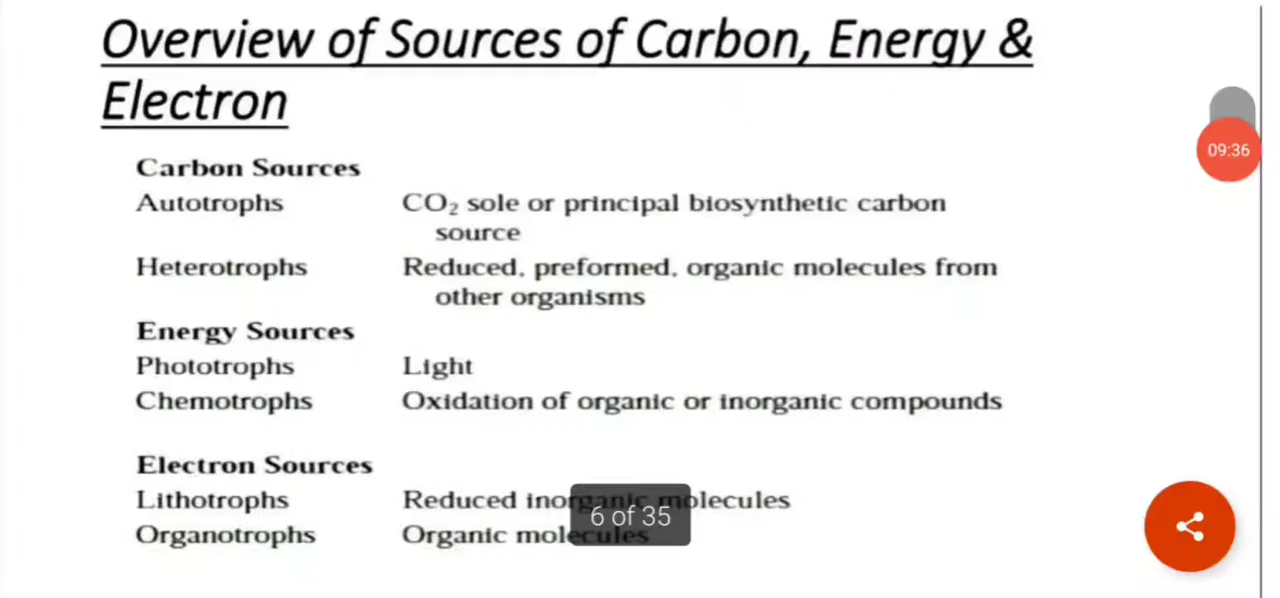 Overview of Sources of Carbon, Energy &
Electron
Carbon Sources
Autotrophs CO₂ sole or principal biosynthetic carbon
source
Heterotrophs Reduced, preformed, organic molecules from
other organisms
Energy Sources
Phototrophs Light
Chemotrophs Oxidation of organic or inorganic compounds
Electron Sources
Lithotrophs Reduced inorganic molecules
Organotrophs Organic molecules
6 of 35
09:36